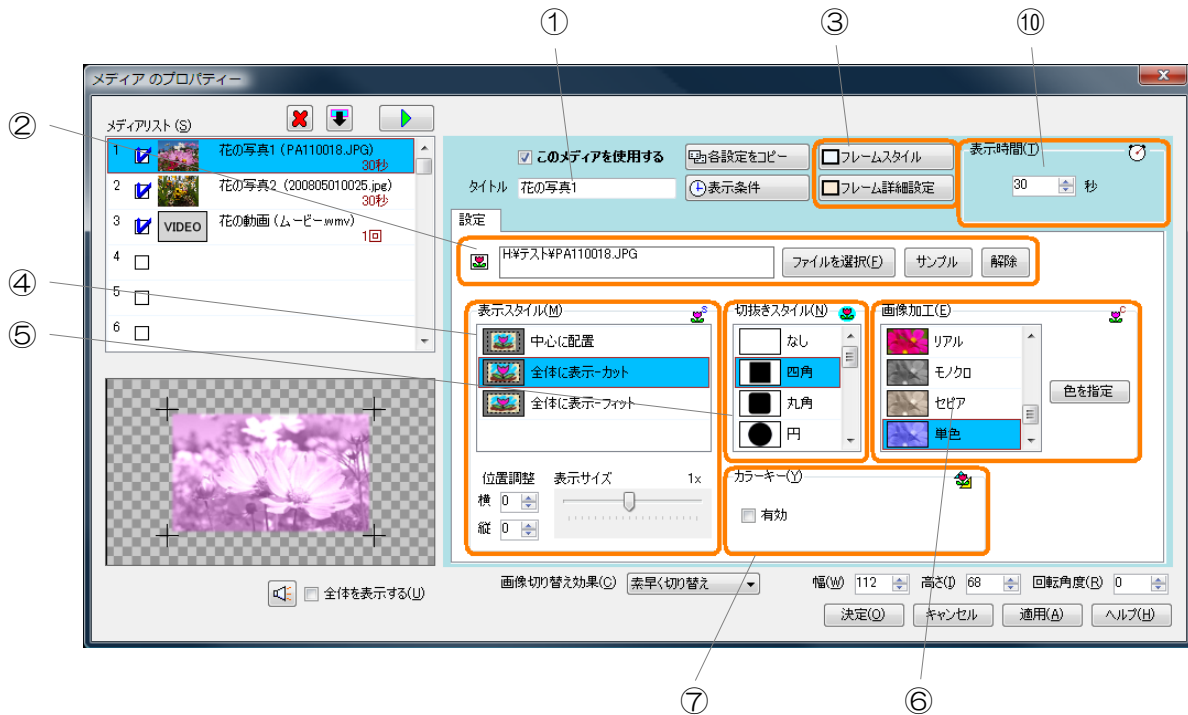 ① ③ ⑩
メディア のプロパティー
x
②
メディアリスト (S)
1 花の写真1 (PA110018.JPG)
30秒
2 花の写真2 (200805010025.jpg)
30秒
3 VIDEO 花の動画 (ムービー.wmv)
1回
4
5
6
このメディアを使用する 各設定をコピー フレームスタイル 表示時間(T)
タイトル 花の写真1 表示条件 フレーム詳細設定 30 秒
設定
H¥テスト¥PA110018.JPG ファイルを選択(F) サンプル 解除
④
⑤
表示スタイル(M)
S
中心に配置
全体に表示-カット
全体に表示-フィット
位置調整 表示サイズ 1x
横 0
縦 0
切抜きスタイル(N)
なし
四角
丸角
円
画像加工(E)
C
リアル
モノクロ
セピア
単色
色を指定
カラーキー(Y)
有効
全体を表示する(U)
画像切り替え効果(C) 素早く切り替え 幅(W) 112 高さ(I) 68 回転角度(R) 0
決定(O) キャンセル 適用(A) ヘルプ(H)
⑦ ⑥